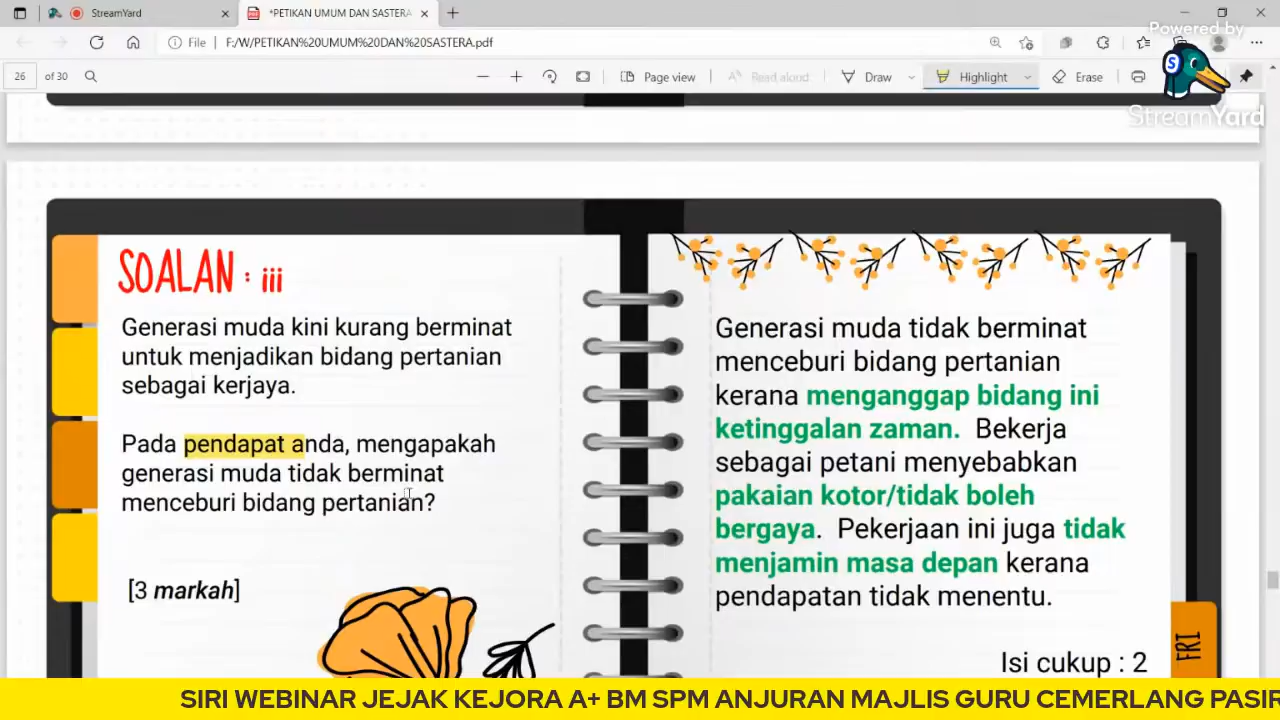 StreamYard
*PETIKAN UMUM DAN SASTERA
Powered by
File
F:/W/PETIKAN%20UMUM%20DAN%20SASTERA.pdf
26
of 30
Page view
Read aloud
Draw
Highlight
Erase
StreamYard
SOALAN : iii
Generasi muda kini kurang berminat
untuk menjadikan bidang pertanian
sebagai kerjaya.
Pada pendapat anda, mengapakah
generasi muda tidak berminat
menceburi bidang pertanian?
[3 markah]
Generasi muda tidak berminat
menceburi bidang pertanian
kerana menganggap bidang ini
ketinggalan zaman. Bekerja
sebagai petani menyebabkan
pakaian kotor/tidak boleh
bergaya. Pekerjaan ini juga tidak
menjamin masa depan kerana
pendapatan tidak menentu.
Isi cukup : 2
FRI
SIRI WEBINAR JEJAK KEJORA A+ BM SPM ANJURAN MAJLIS GURU CEMERLANG PASIR